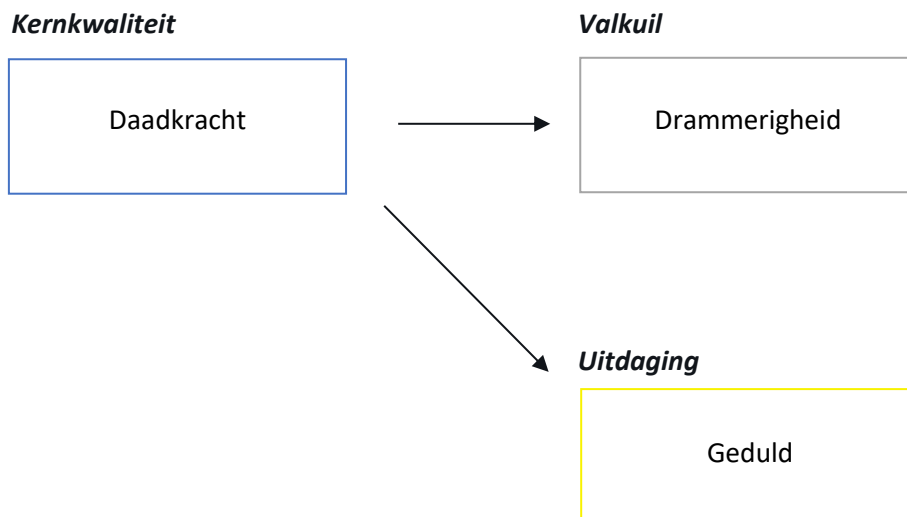 Kernkwaliteit
Valkuil
Daadkracht
Drammerigheid
Uitdaging
Geduld